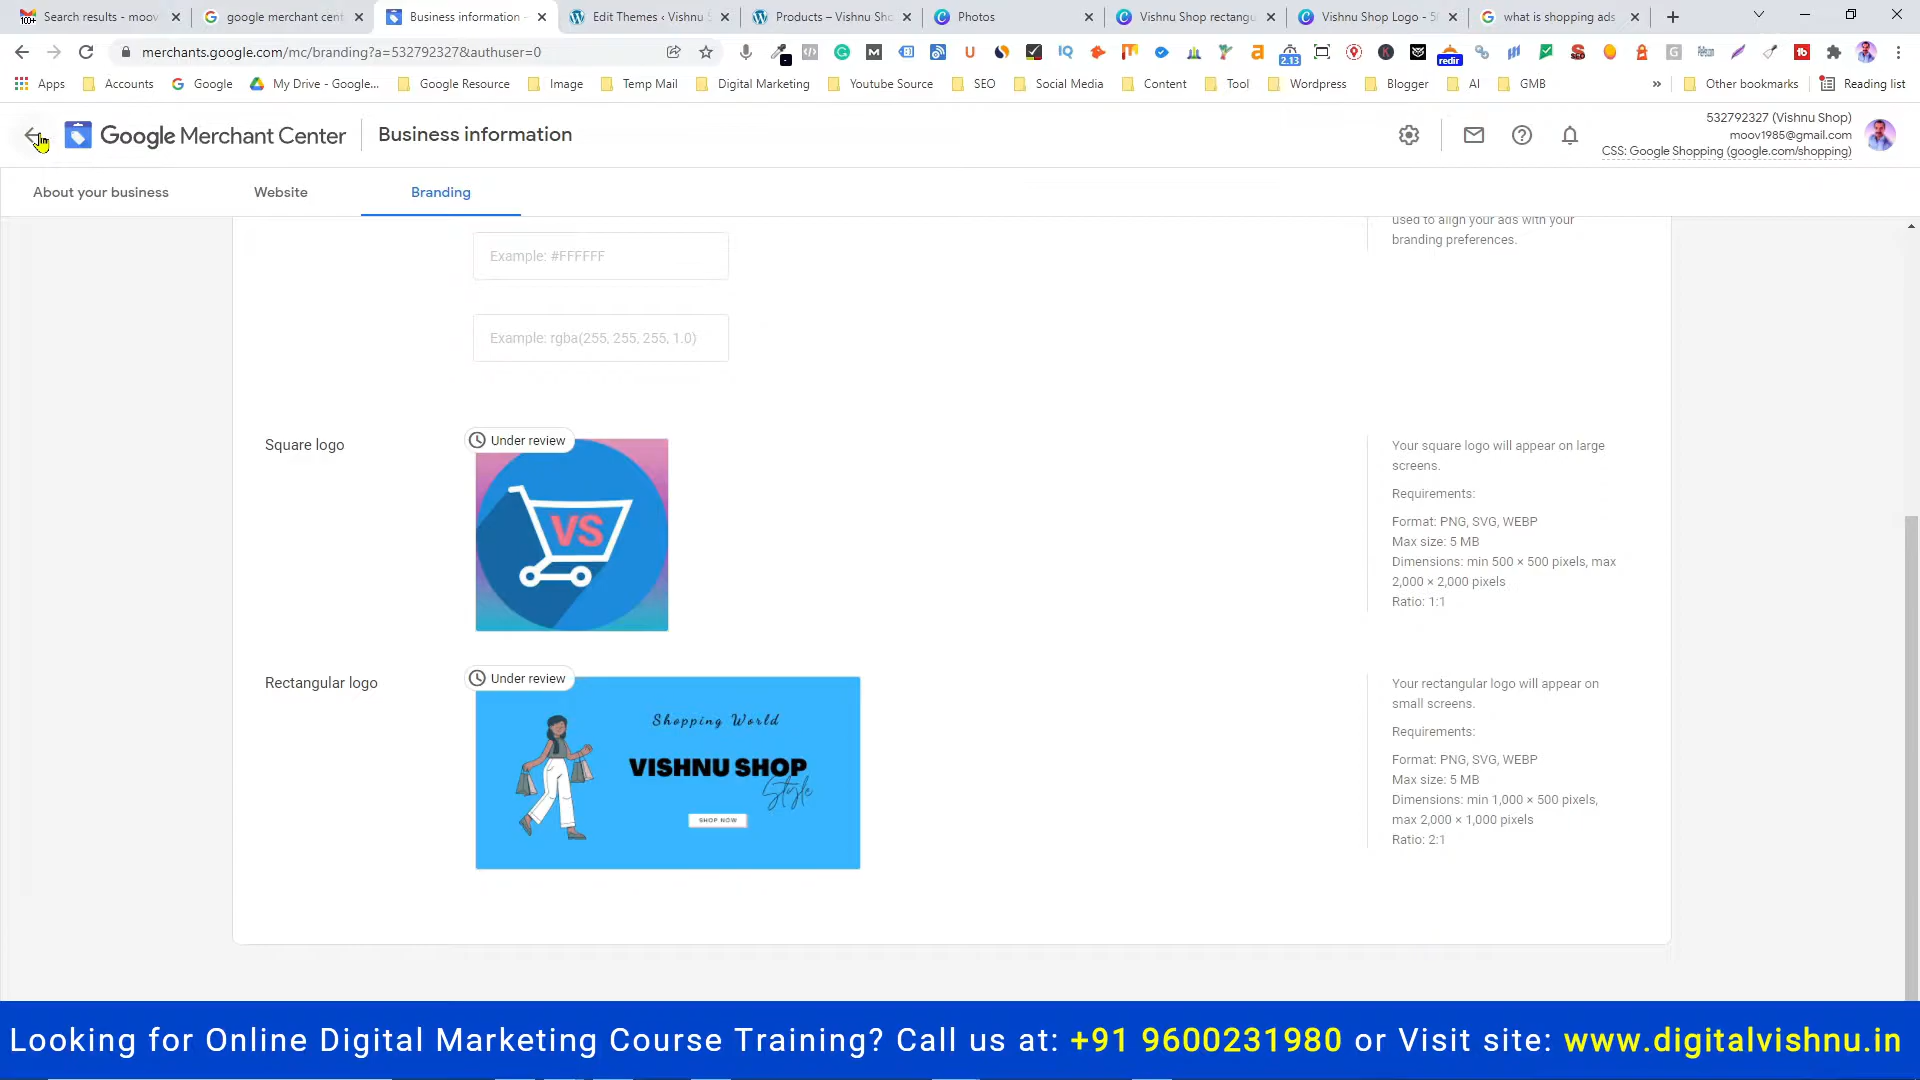 Search results - moov
google merchant cent
Business information -
Edit Themes ‹ Vishnu S
Products – Vishnu Sho
Photos
Vishnu Shop rectangu
Vishnu Shop Logo - 5
what is shopping ads
merchants.google.com/mc/branding?a=532792327&authuser=0
Apps
Accounts
Google
My Drive - Google...
Google Resource
Image
Temp Mail
Digital Marketing
Youtube Source
SEO
Social Media
Content
Tool
Wordpress
Blogger
AI
GMB
»
Other bookmarks
Reading list
Google Merchant Center
Business information
532792327 (Vishnu Shop)
moov1985@gmail.com
CSS: Google Shopping (google.com/shopping)
About your business
Website
Branding
used to align your ads with your
branding preferences.
Example: #FFFFFF
Example: rgba(255, 255, 255, 1.0)
Square logo
Under review
VS
Your square logo will appear on large
screens.
Requirements:
Format: PNG, SVG, WEBP
Max size: 5 MB
Dimensions: min 500 × 500 pixels, max
2,000 × 2,000 pixels
Ratio: 1:1
Rectangular logo
Under review
Shopping World
VISHNU SHOP
Style
SHOP NOW
Your rectangular logo will appear on
small screens.
Requirements:
Format: PNG, SVG, WEBP
Max size: 5 MB
Dimensions: min 1,000 × 500 pixels,
max 2,000 × 1,000 pixels
Ratio: 2:1
Looking for Online Digital Marketing Course Training? Call us at: +91 9600231980 or Visit site: www.digitalvishnu.in